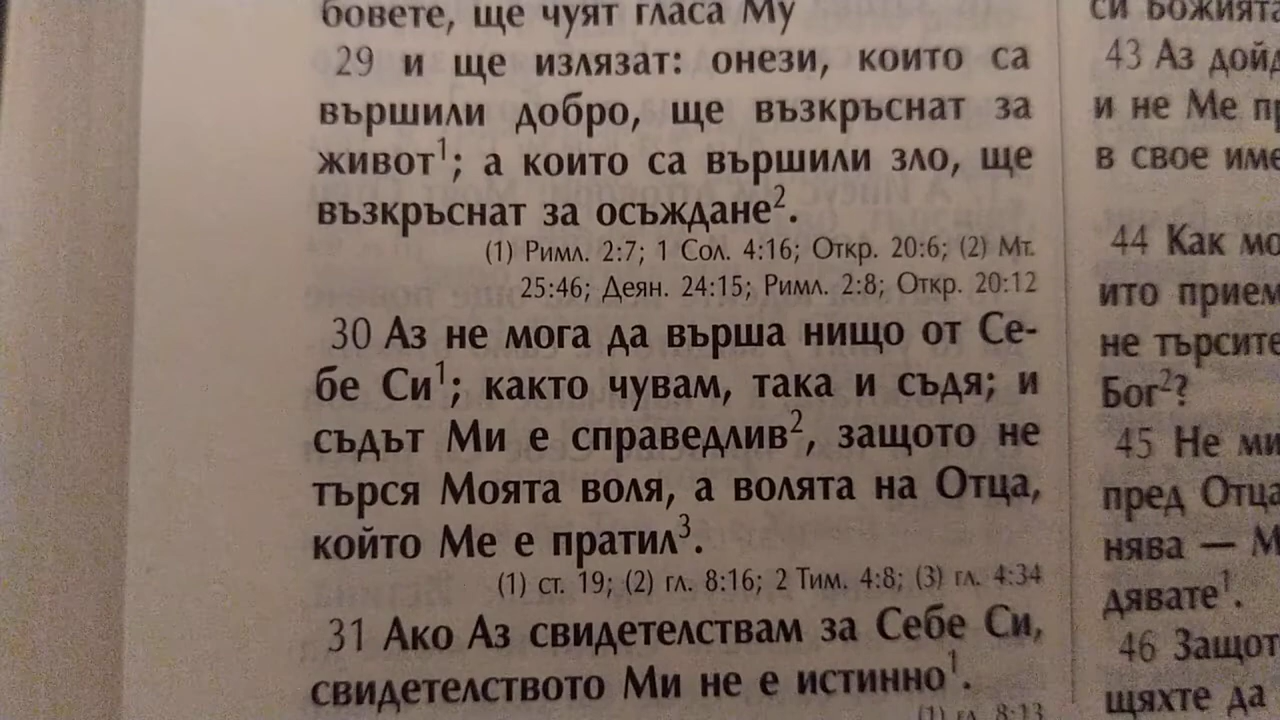 бовете, ще чуят гласа Му
29 и ще излязат: онези, които са
вършили добро, ще възкръснат за
живот¹; а които са вършили зло, ще
възкръснат за осъждане².
(1) Римл. 2:7; 1 Сол. 4:16; Откр. 20:6; (2) Мт.
25:46; Деян. 24:15; Римл. 2:8; Откр. 20:12
30 Аз не мога да върша нищо от Се-
бе Си¹; както чувам, така и съдя; и
съдът Ми е справедлив², защото не
търся Моята воля, а волята на Отца,
който Ме е пратил³.
(1) ст. 19; (2) гл. 8:16; 2 Тим. 4:8; (3) гл. 4:34
31 Ако Аз свидетелствам за Себе Си,
свидетелството Ми не е истинно¹.
(1) гл. 8:13
си Божията
43 Аз
и не Ме
в свое
44 Как
ито
не търсите
Бог²?
45 Не
пред Отца
нява —
дявате¹.
46
щяхте да